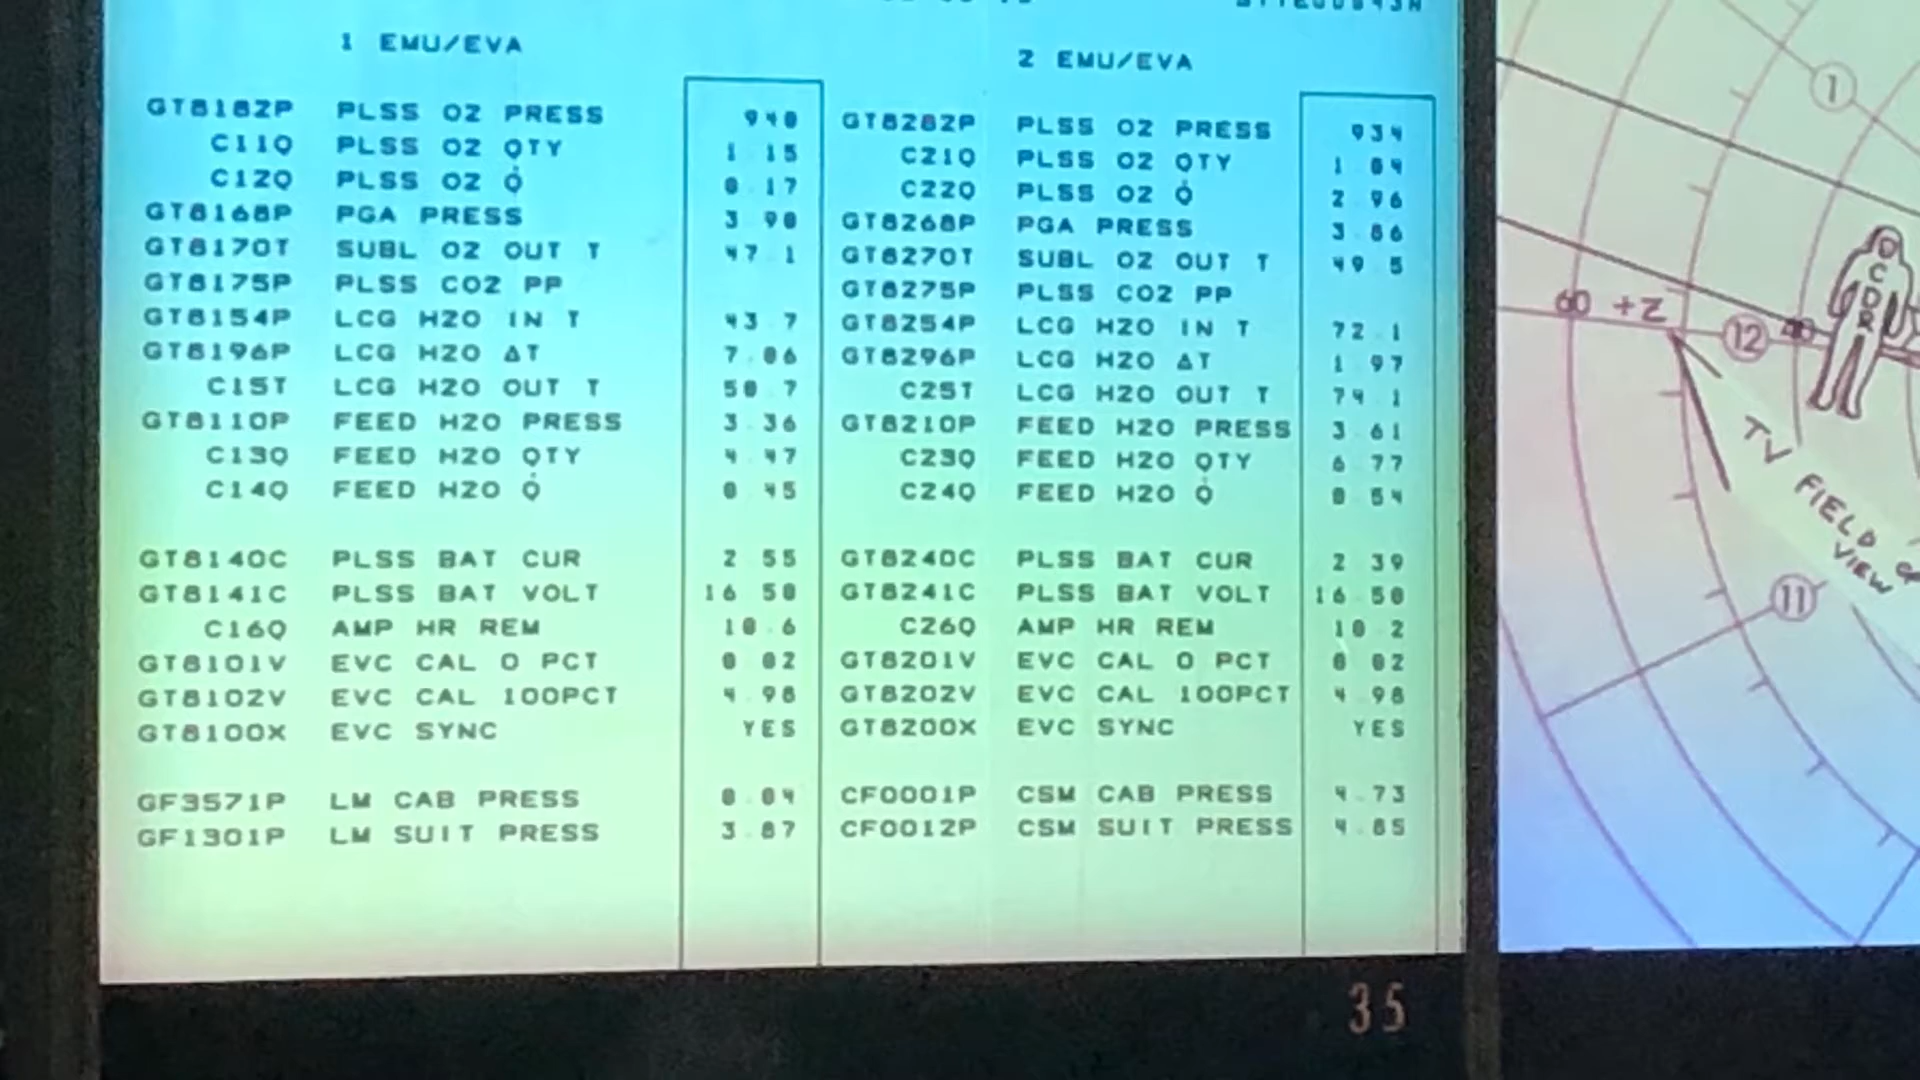 1 EMU/EVA
GT8182P PLSS O2 PRESS 940
C11Q PLSS O2 QTY 1 15
C12Q PLSS O2 Q̇ 0 17
GT8168P PGA PRESS 3 90
GT8170T SUBL O2 OUT T 47 1
GT8175P PLSS CO2 PP
GT8154P LCG H2O IN T 43 7
GT8196P LCG H2O ΔT 7 06
C15T LCG H2O OUT T 50 7
GT8110P FEED H2O PRESS 3 36
C13Q FEED H2O QTY 4 47
C14Q FEED H2O Q̇ 0 45
GT8140C PLSS BAT CUR 2 55
GT8141C PLSS BAT VOLT 16 50
C16Q AMP HR REM 10 6
GT8101V EVC CAL 0 PCT 0 02
GT8102V EVC CAL 100PCT 4 98
GT8100X EVC SYNC YES
GF3571P LM CAB PRESS 0 04
GF1301P LM SUIT PRESS 3 87
2 EMU/EVA
GT8282P PLSS O2 PRESS 934
C21Q PLSS O2 QTY 1 04
C22Q PLSS O2 Q̇ 2 96
GT8268P PGA PRESS 3 86
GT8270T SUBL O2 OUT T 49 5
GT8275P PLSS CO2 PP
GT8254P LCG H2O IN T 72 1
GT8296P LCG H2O ΔT 1 97
C25T LCG H2O OUT T 74 1
GT8210P FEED H2O PRESS 3 61
C23Q FEED H2O QTY 6 77
C24Q FEED H2O Q̇ 0 54
GT8240C PLSS BAT CUR 2 39
GT8241C PLSS BAT VOLT 16 50
C26Q AMP HR REM 10 2
GT8201V EVC CAL 0 PCT 0 02
GT8202V EVC CAL 100PCT 4 98
GT8200X EVC SYNC YES
CF0001P CSM CAB PRESS 4 73
CF0012P CSM SUIT PRESS 4 85
35
1
60 +Z 12 40
CDR
TV FIELD OF
VIEW
11